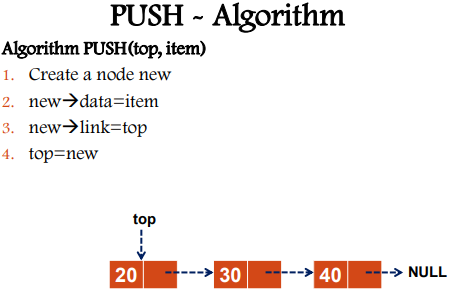 PUSH ~ Algorithm
Algorithm PUSH(top, item)
1. Create a node new
2. new→data=item
3. new→link=top
4. top=new
top
20 30 40 NULL